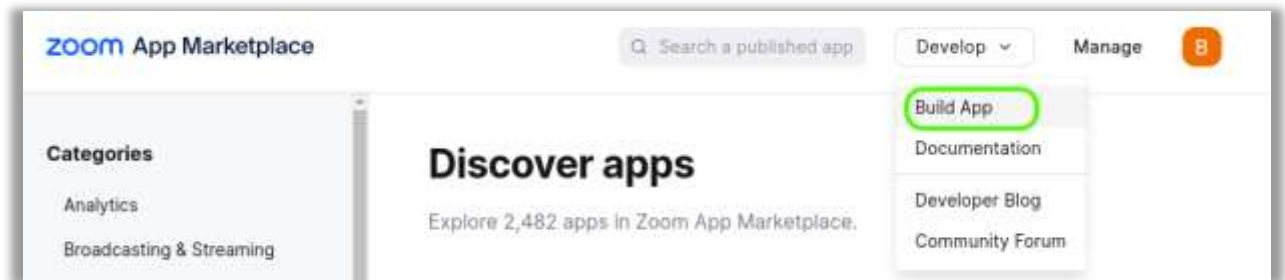 zoom App Marketplace
Search a published app
Develop
Manage
B
Build App
Documentation
Developer Blog
Community Forum
Categories
Analytics
Broadcasting & Streaming
Discover apps
Explore 2,482 apps in Zoom App Marketplace.